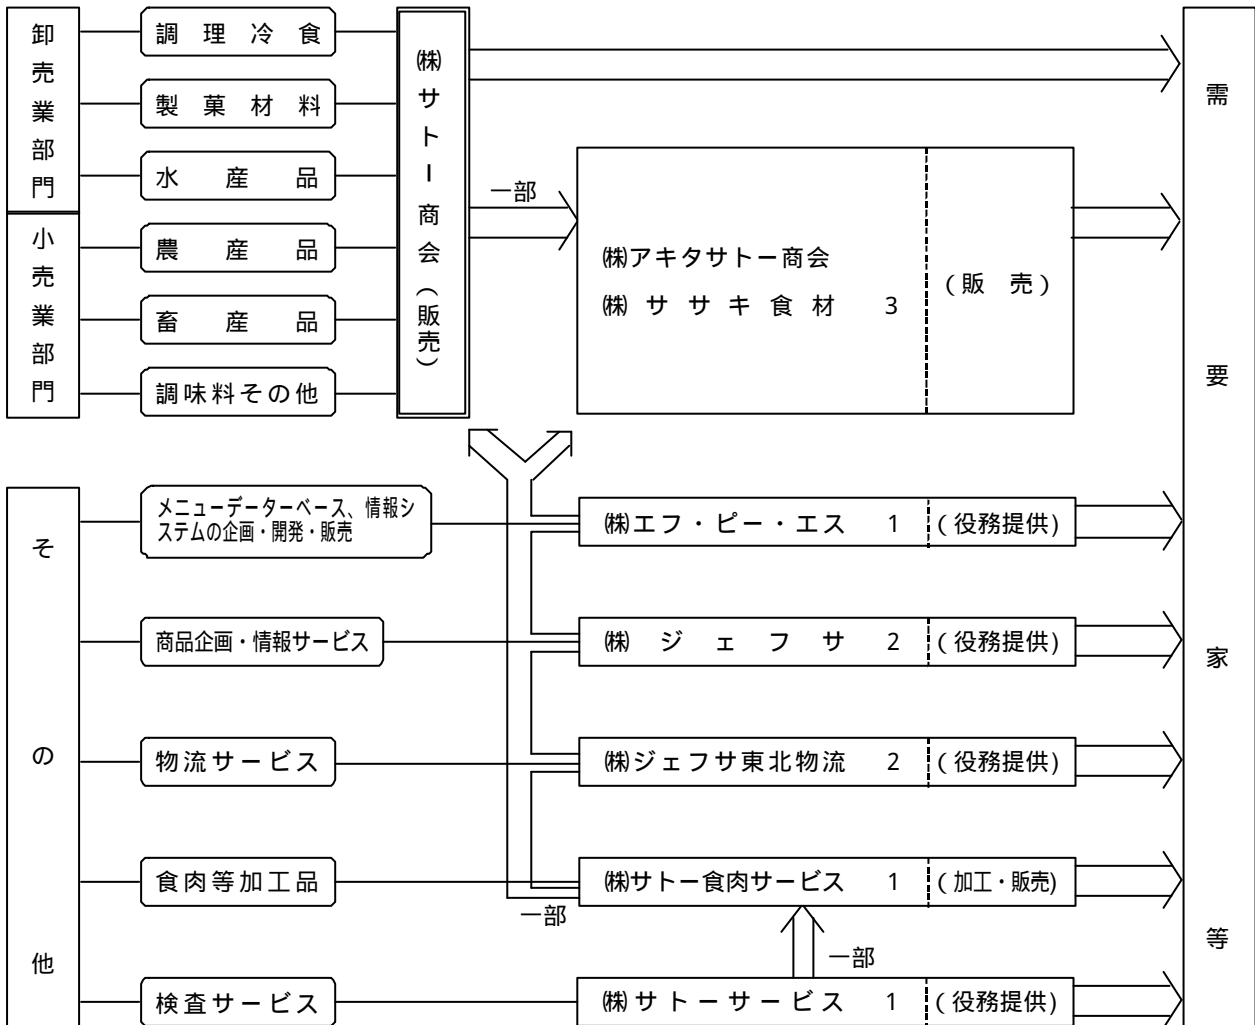 卸売業部門
小売業部門
調理冷食
製菓材料
水産品
農産品
畜産品
調味料その他
㈱サトー商会(販売)
一部
㈱アキタサトー商会
㈱ササキ食材 3
(販売)
需要家等
その他
メニューデーターベース、情報シ
ステムの企画・開発・販売
㈱エフ・ピー・エス 1 (役務提供)
商品企画・情報サービス
㈱ジェフサ 2 (役務提供)
物流サービス
㈱ジェフサ東北物流 2 (役務提供)
食肉等加工品
㈱サトー食肉サービス 1 (加工・販売)
一部
一部
検査サービス
㈱サトーサービス 1 (役務提供)